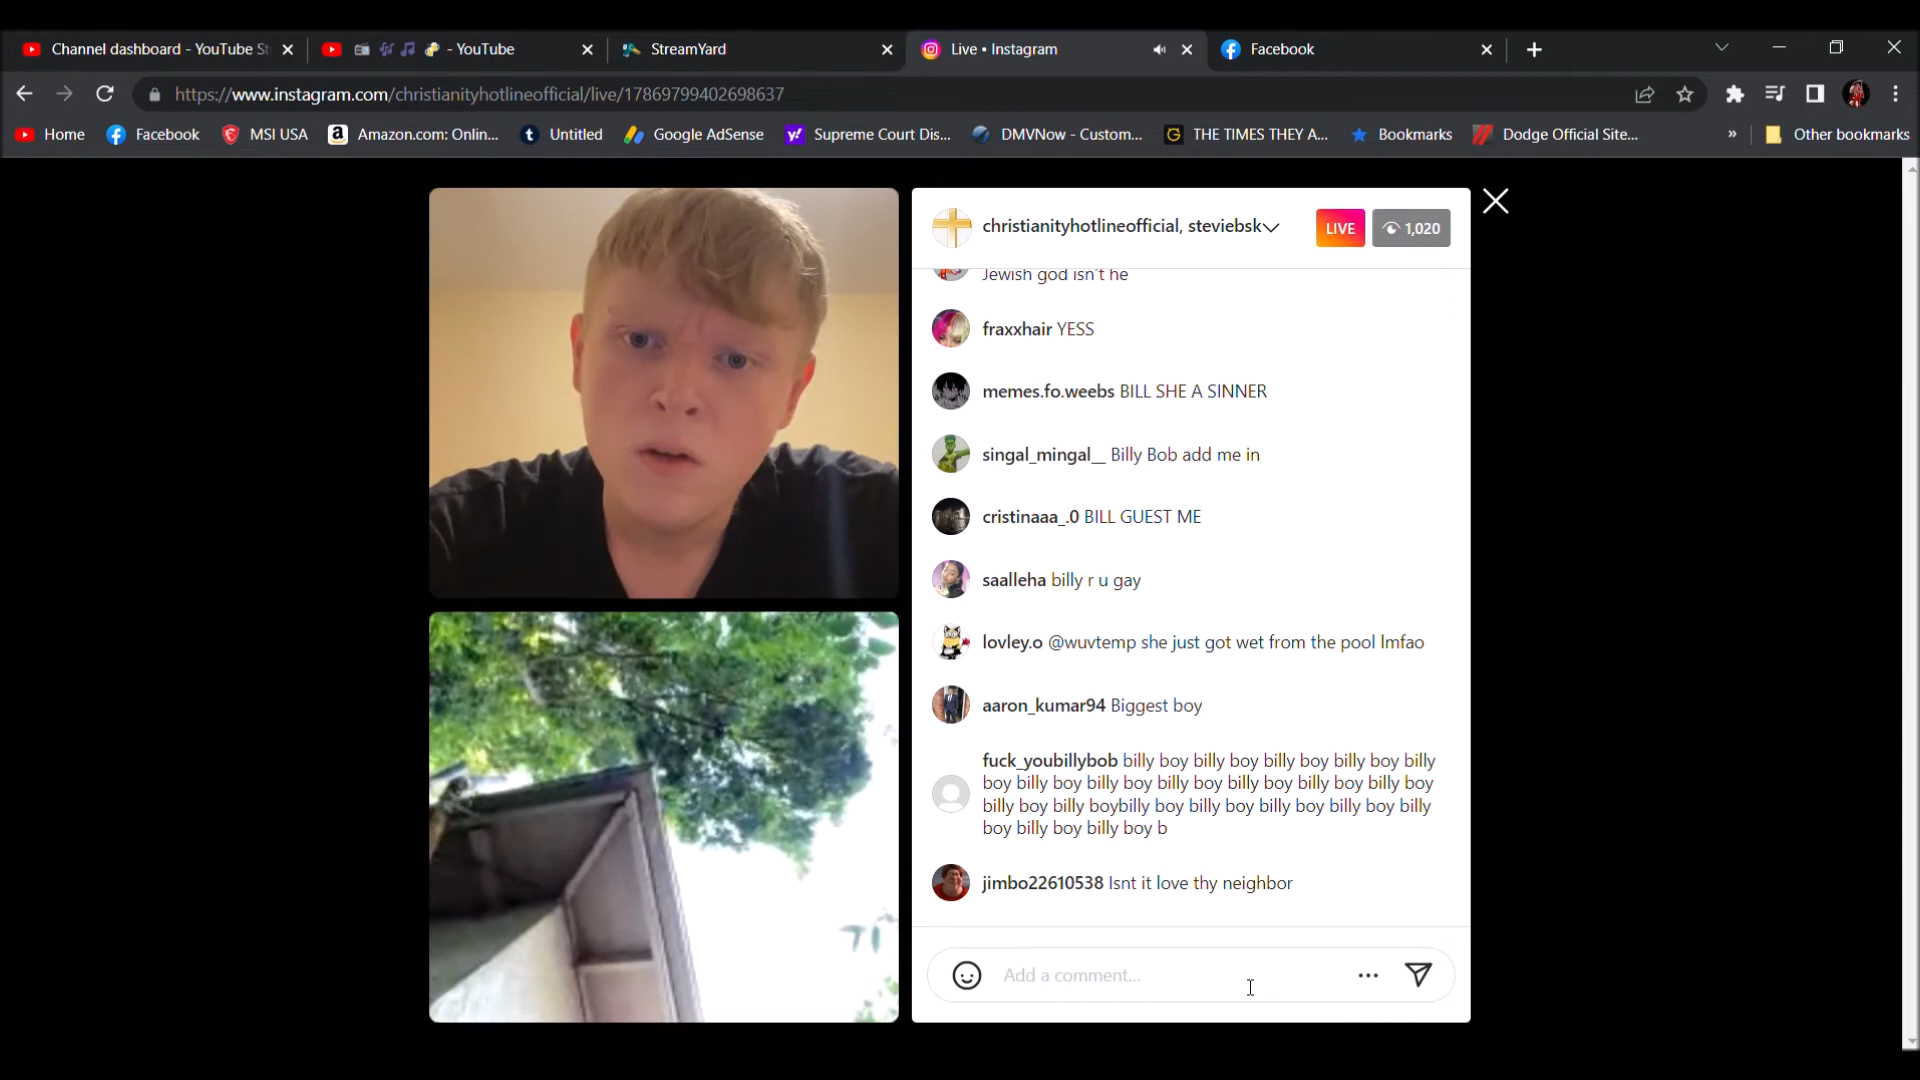 Channel dashboard - YouTube St
- YouTube
StreamYard
Live • Instagram
Facebook
https://www.instagram.com/christianityhotlineofficial/live/17869799402698637
Home
Facebook
MSI USA
Amazon.com: Onlin...
Untitled
Google AdSense
Supreme Court Dis...
DMVNow - Custom...
THE TIMES THEY A...
Bookmarks
Dodge Official Site...
»
Other bookmarks
christianityhotlineofficial, steviebsk
LIVE
1,020
Jewish god isn't he
fraxxhair YESS
memes.fo.weebs BILL SHE A SINNER
singal_mingal__ Billy Bob add me in
cristinaaa_.0 BILL GUEST ME
saalleha billy r u gay
lovley.o @wuvtemp she just got wet from the pool lmfao
aaron_kumar94 Biggest boy
fuck_youbillybob billy boy billy boy billy boy billy boy billy
boy billy boy billy boy billy boy billy boy billy boy billy boy
billy boy billy boybilly boy billy boy billy boy billy boy billy
boy billy boy billy boy b
jimbo22610538 Isnt it love thy neighbor
Add a comment...